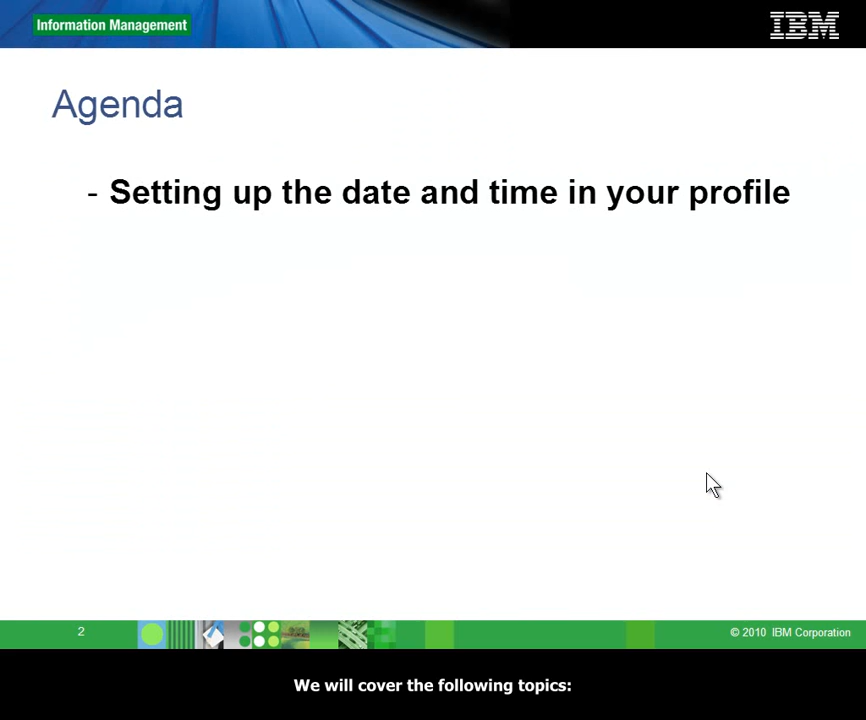 Information Management
IBM
Agenda
- Setting up the date and time in your profile
2
© 2010 IBM Corporation
We will cover the following topics: